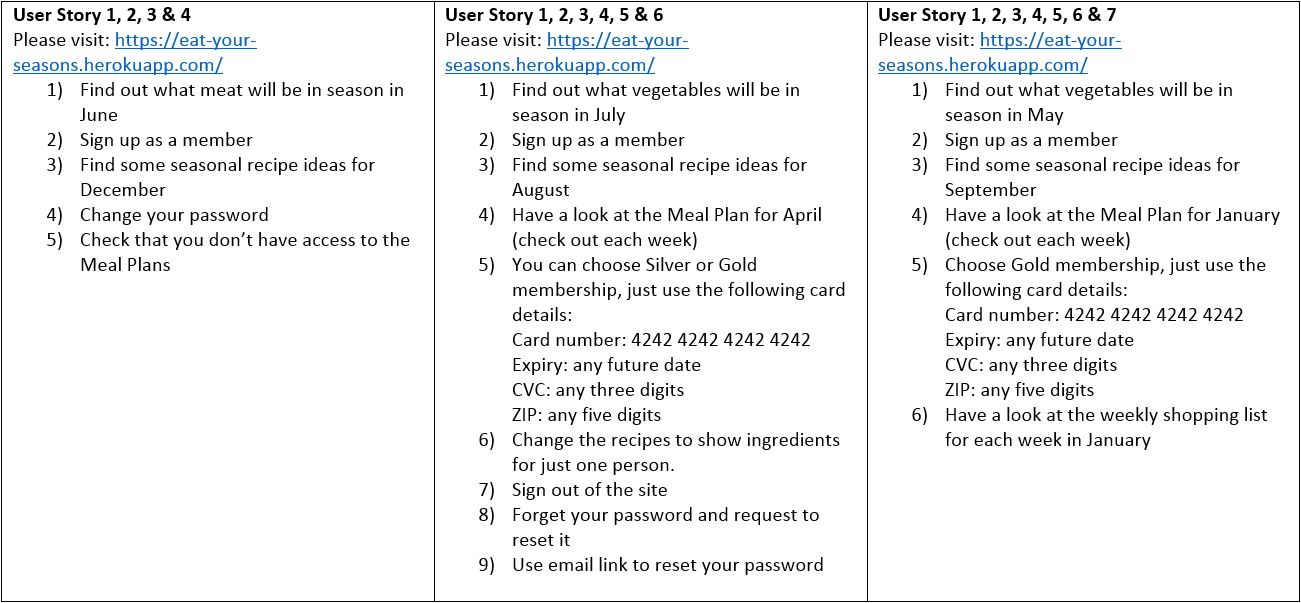 User Story 1, 2, 3 & 4
Please visit: https://eat-your-
seasons.herokuapp.com/
1) Find out what meat will be in season in
June
2) Sign up as a member
3) Find some seasonal recipe ideas for
December
4) Change your password
5) Check that you don’t have access to the
Meal Plans
User Story 1, 2, 3, 4, 5 & 6
Please visit: https://eat-your-
seasons.herokuapp.com/
1) Find out what vegetables will be in
season in July
2) Sign up as a member
3) Find some seasonal recipe ideas for
August
4) Have a look at the Meal Plan for April
(check out each week)
5) You can choose Silver or Gold
membership, just use the following card
details:
Card number: 4242 4242 4242 4242
Expiry: any future date
CVC: any three digits
ZIP: any five digits
6) Change the recipes to show ingredients
for just one person.
7) Sign out of the site
8) Forget your password and request to
reset it
9) Use email link to reset your password
User Story 1, 2, 3, 4, 5, 6 & 7
Please visit: https://eat-your-
seasons.herokuapp.com/
1) Find out what vegetables will be in
season in May
2) Sign up as a member
3) Find some seasonal recipe ideas for
September
4) Have a look at the Meal Plan for January
(check out each week)
5) Choose Gold membership, just use the
following card details:
Card number: 4242 4242 4242 4242
Expiry: any future date
CVC: any three digits
ZIP: any five digits
6) Have a look at the weekly shopping list
for each week in January